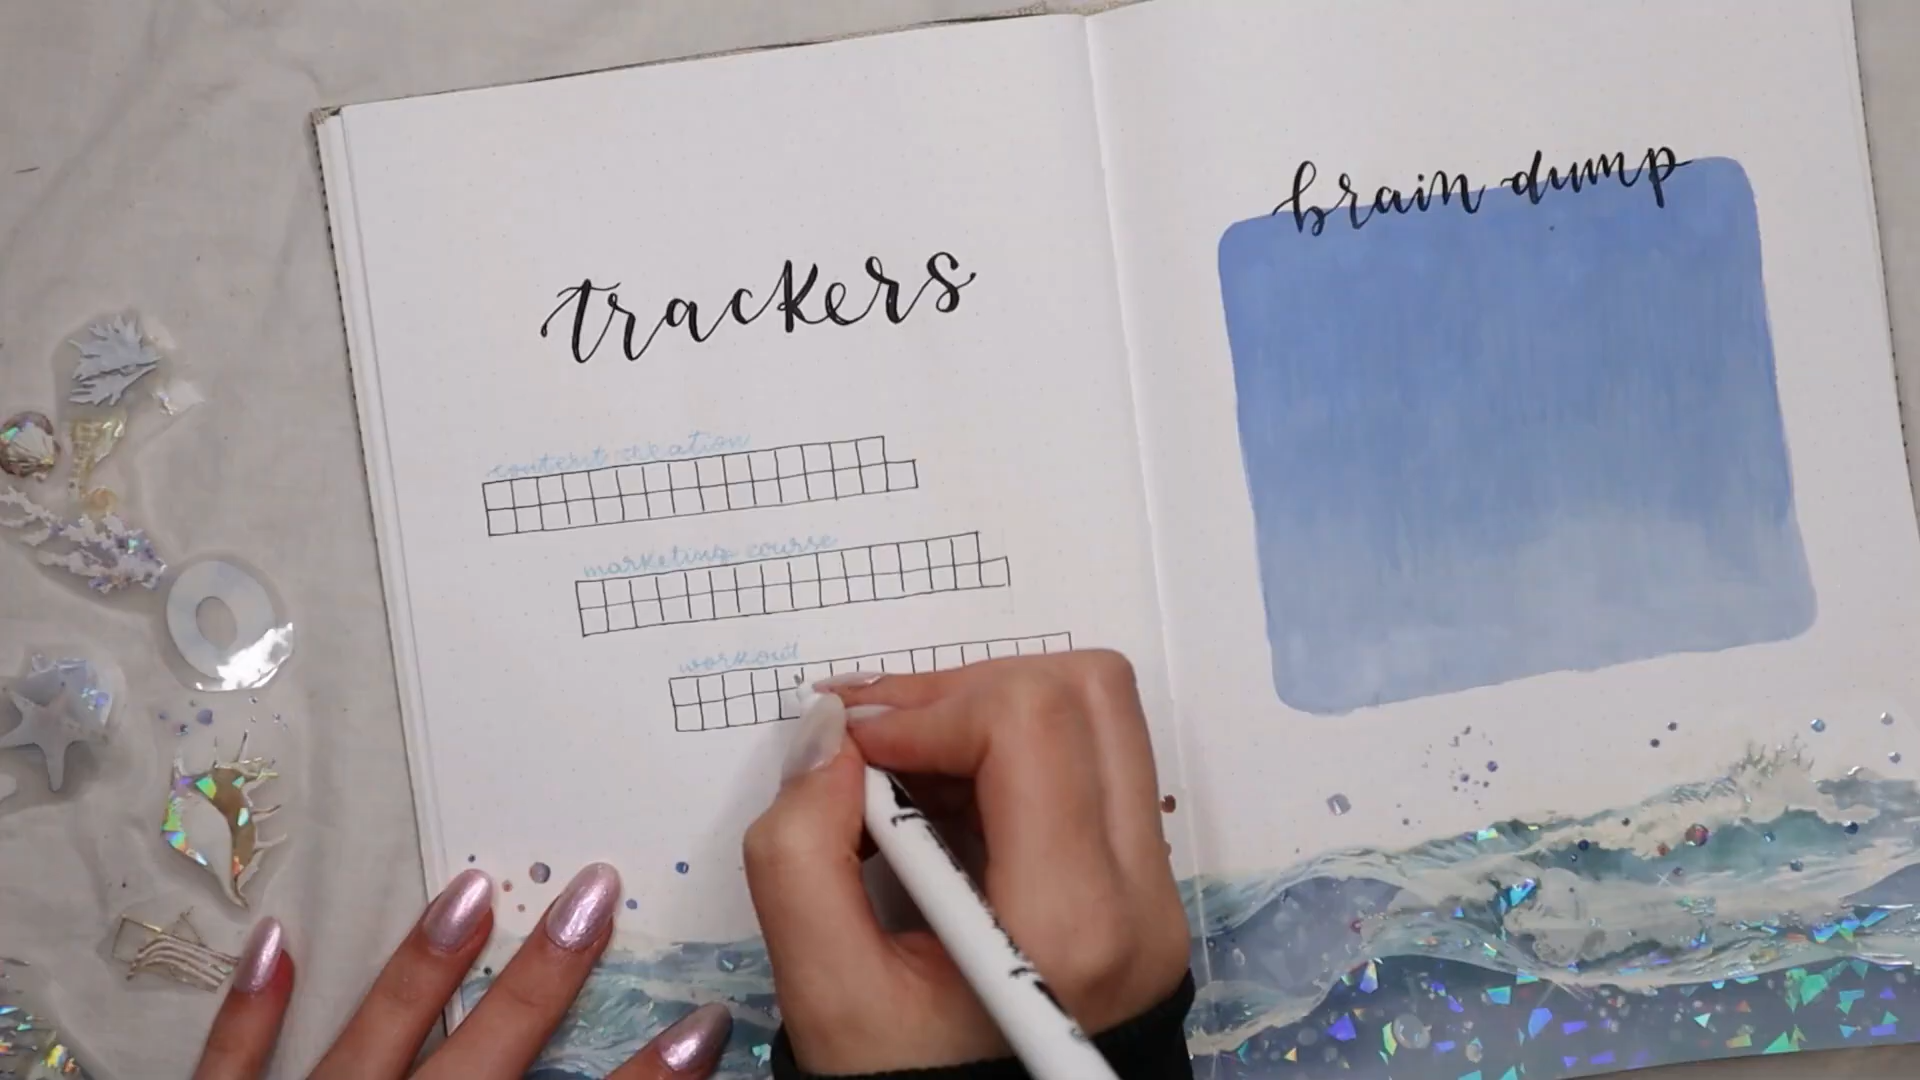 trackers
content creation
marketing course
workout
brain dump